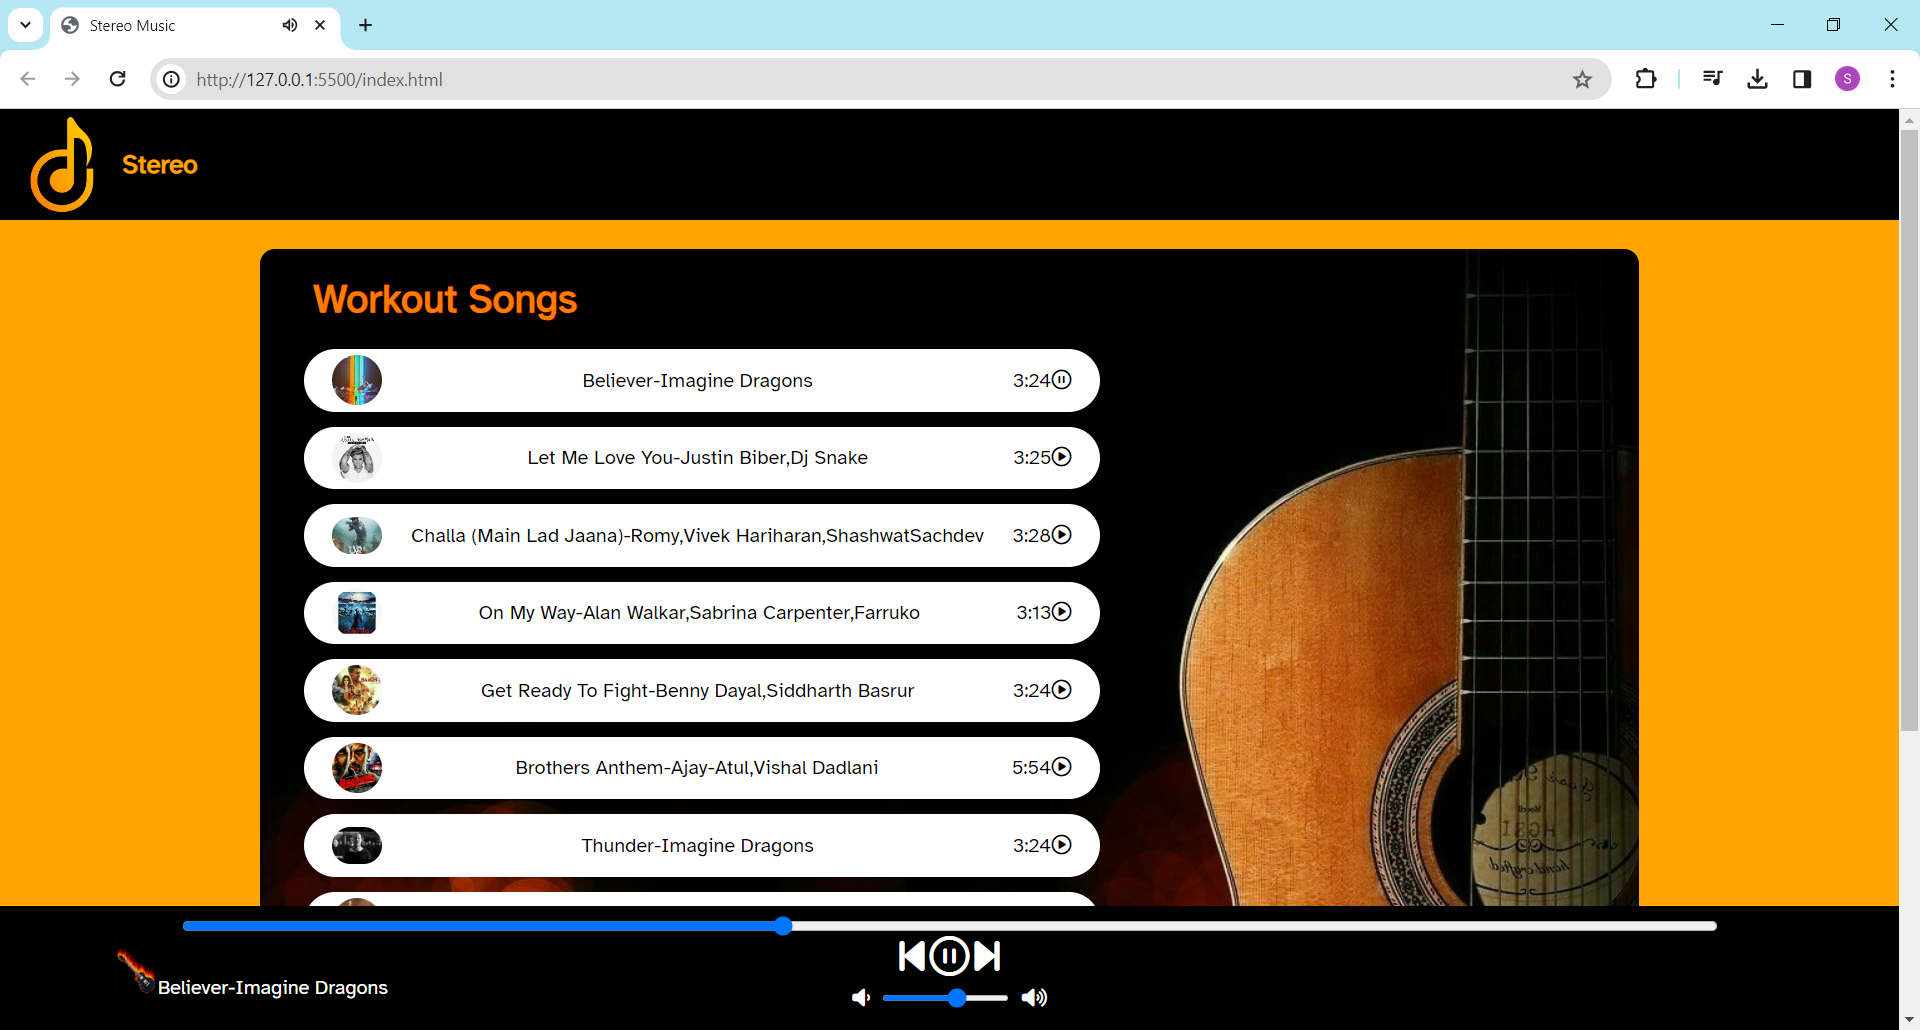 Stereo Music
http://127.0.0.1:5500/index.html
S
Stereo
Workout Songs
Believer-Imagine Dragons 3:24
Let Me Love You-Justin Biber,Dj Snake 3:25
Challa (Main Lad Jaana)-Romy,Vivek Hariharan,ShashwatSachdev 3:28
On My Way-Alan Walkar,Sabrina Carpenter,Farruko 3:13
Get Ready To Fight-Benny Dayal,Siddharth Basrur 3:24
Brothers Anthem-Ajay-Atul,Vishal Dadlani 5:54
Thunder-Imagine Dragons 3:24
Believer-Imagine Dragons